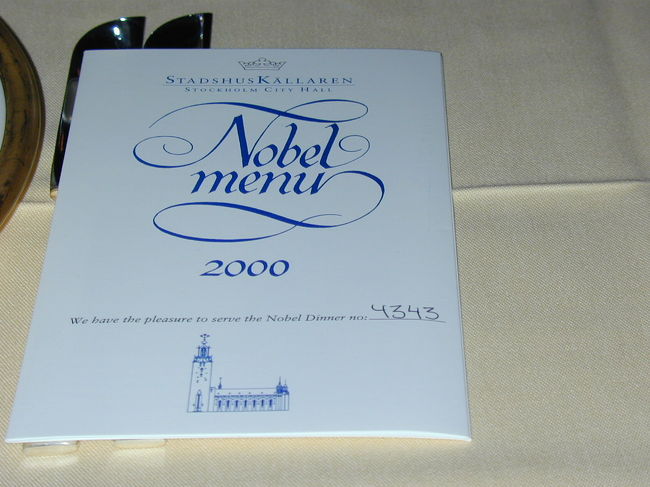 STADSHUSKÄLLAREN
STOCKHOLM CITY HALL
Nobel
menu
2000
We have the pleasure to serve the Nobel Dinner no: 4343